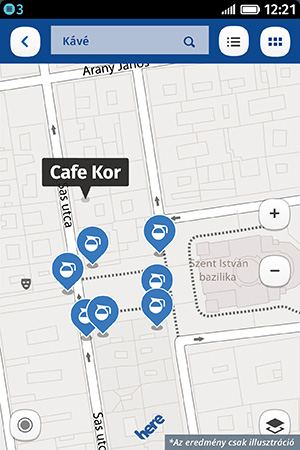 3
12:21
Kávé
Arany János
Cafe Kor
Sas utca
Szent István
bazilika
Sas utca
here
*Az eredmény csak illusztráció